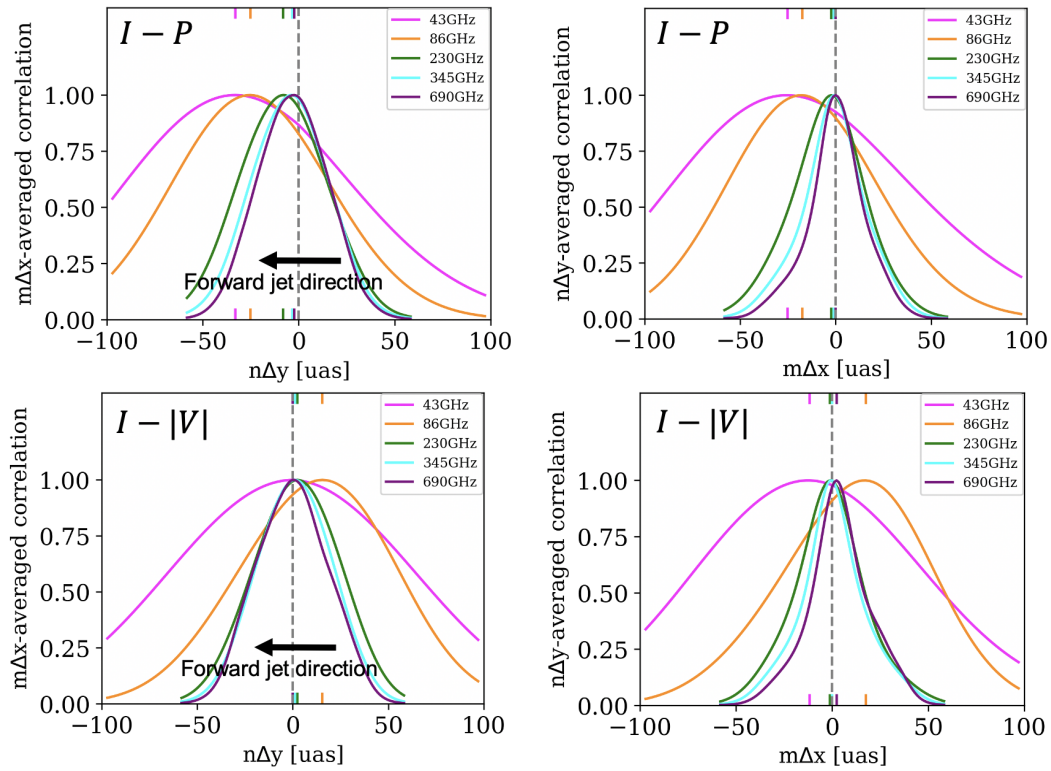 I – P
43GHz
86GHz
230GHz
345GHz
690GHz
1.00
0.75
0.50
0.25
0.00
−100
−50
0
50
100
mΔx-averaged correlation
nΔy [uas]
Forward jet direction
I – P
43GHz
86GHz
230GHz
345GHz
690GHz
1.00
0.75
0.50
0.25
0.00
−100
−50
0
50
100
nΔy-averaged correlation
mΔx [uas]
I – |V|
43GHz
86GHz
230GHz
345GHz
690GHz
1.00
0.75
0.50
0.25
0.00
−100
−50
0
50
100
mΔx-averaged correlation
nΔy [uas]
Forward jet direction
I – |V|
43GHz
86GHz
230GHz
345GHz
690GHz
1.00
0.75
0.50
0.25
0.00
−100
−50
0
50
100
nΔy-averaged correlation
mΔx [uas]